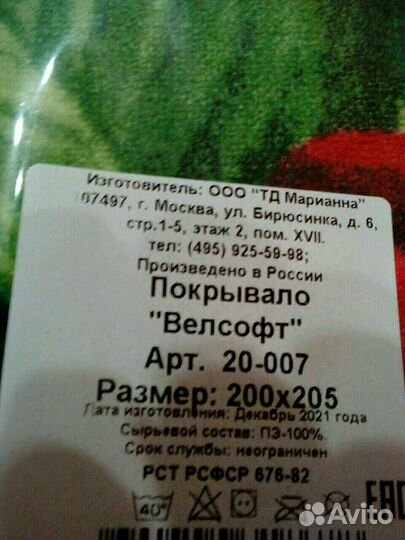 Изготовитель: ООО "ТД Марианна"
07497, г. Москва, ул. Бирюсинка, д. 6,
стр.1-5, этаж 2, пом. XVII.
тел: (495) 925-59-98;
Произведено в России
Покрывало
"Велсофт"
Арт. 20-007
Размер: 200х205
Дата изготовления: Декабрь 2021 года
Сырьевой состав: ПЭ-100%.
Срок службы: неограничен
РСТ РСФСР 676-82
40°
EAC
Avito